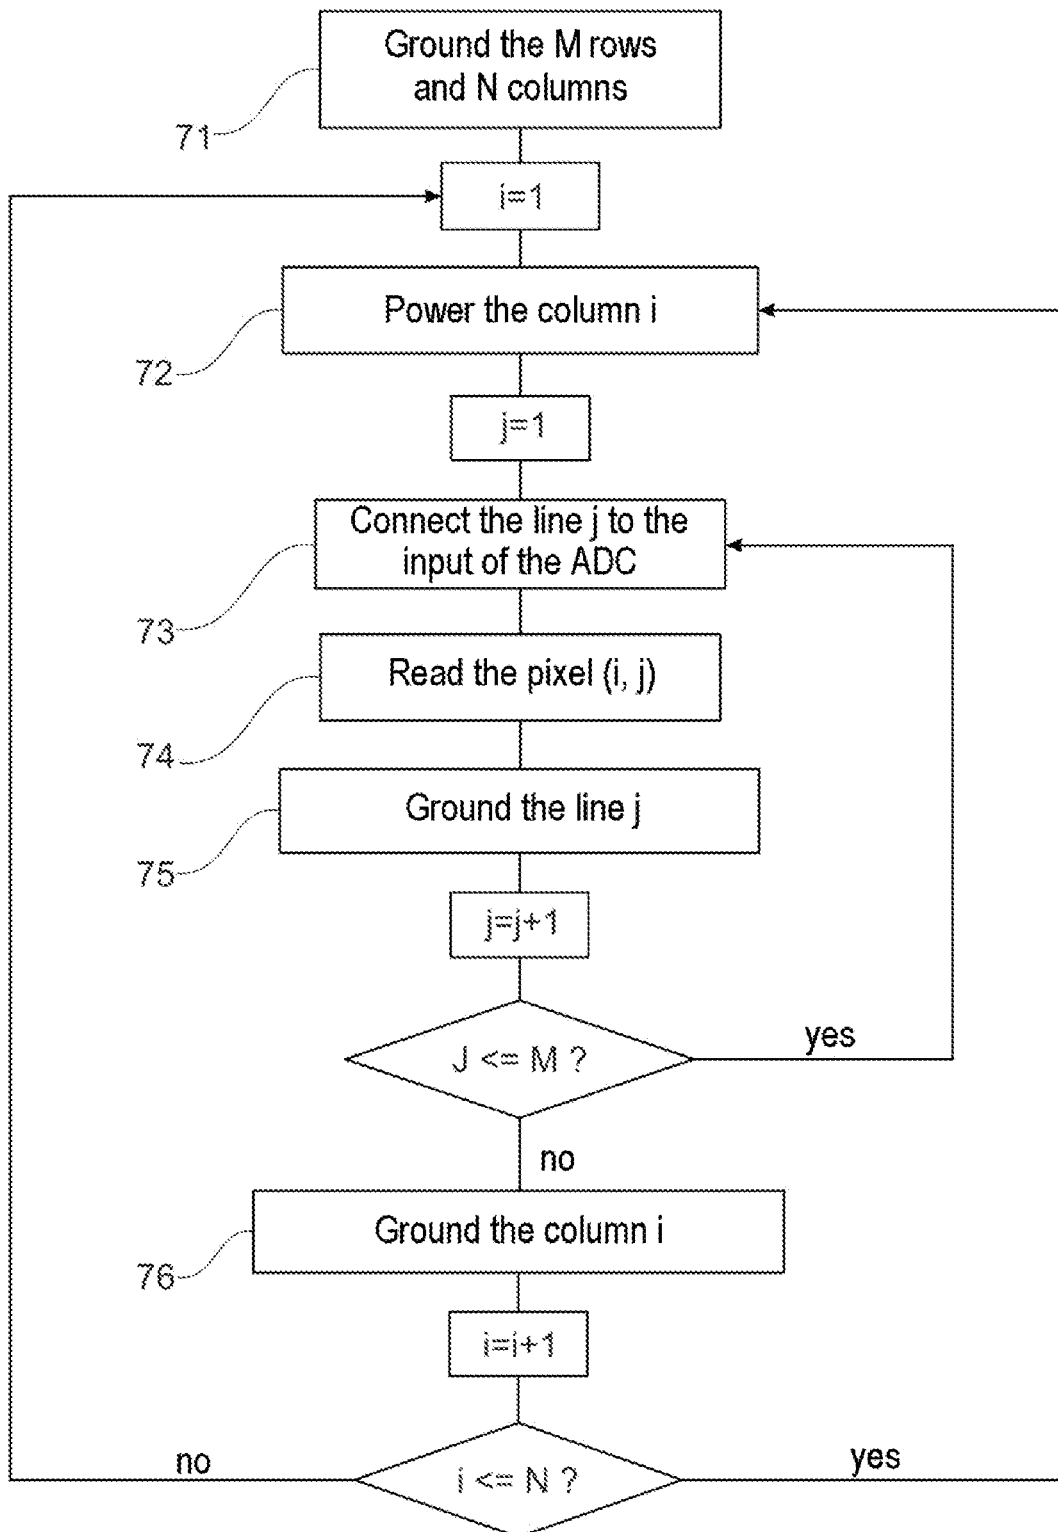 Ground the M rows
and N columns
71
i=1
Power the column i
72
j=1
Connect the line j to the
input of the ADC
73
Read the pixel (i, j)
74
Ground the line j
75
j=j+1
J <= M ?
yes
no
Ground the column i
76
i=i+1
no
i <= N ?
yes